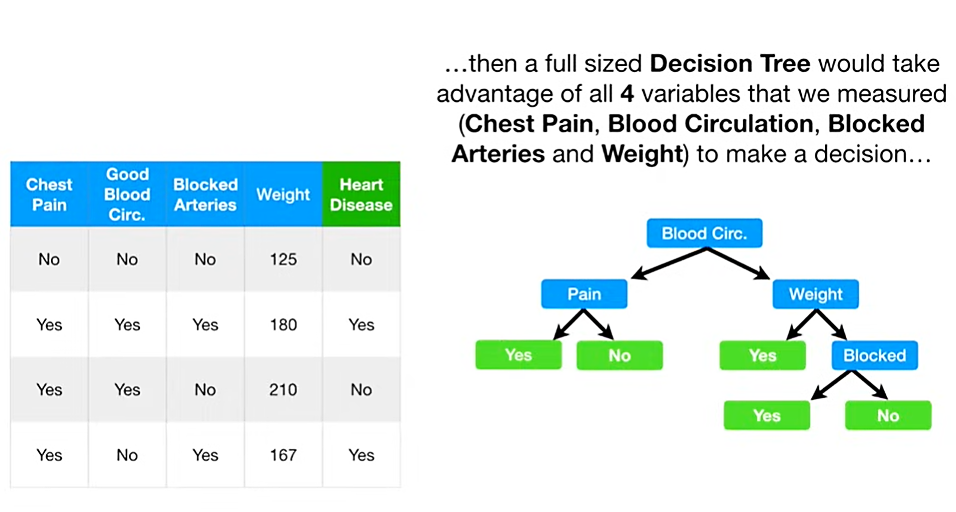 …then a full sized Decision Tree would take
advantage of all 4 variables that we measured
(Chest Pain, Blood Circulation, Blocked
Arteries and Weight) to make a decision…
Chest Pain Good Blood Circ. Blocked Arteries Weight Heart Disease
No No No 125 No
Yes Yes Yes 180 Yes
Yes Yes No 210 No
Yes No Yes 167 Yes
Blood Circ.
Pain Weight
Yes No Yes Blocked
Yes No